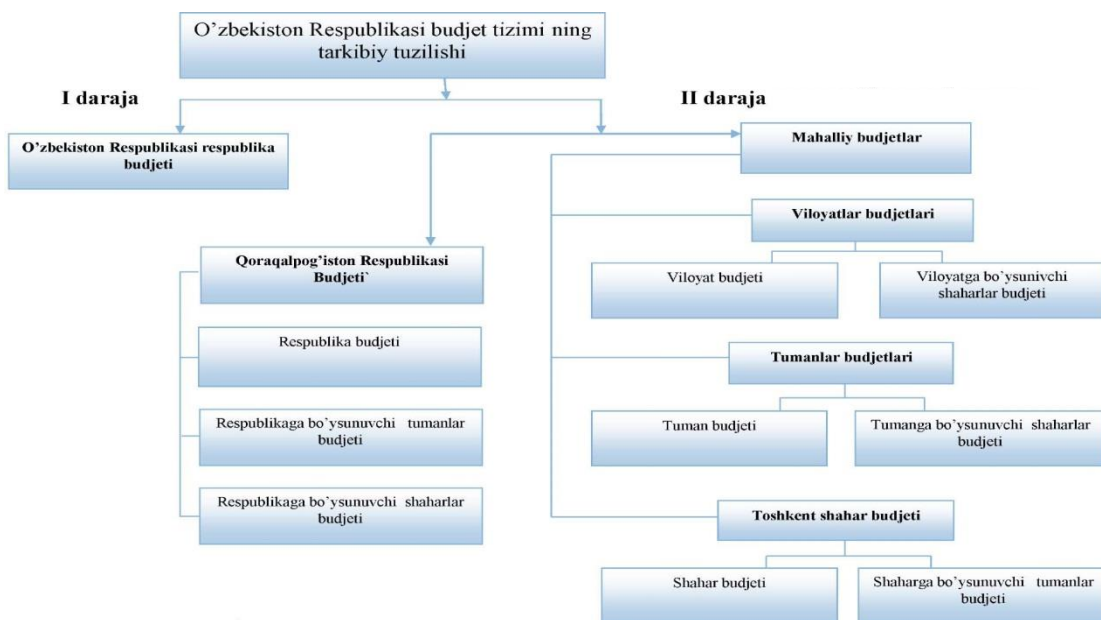 O’zbekiston Respublikasi budjet tizimi ning
tarkibiy tuzilishi
I daraja
II daraja
O’zbekiston Respublikasi respublika
budjeti
Mahalliy budjetlar
Viloyatlar budjetlari
Qoraqalpog’iston Respublikasi
Budjeti`
Viloyat budjeti
Viloyatga bo’ysunivchi
shaharlar budjeti
Respublika budjeti
Tumanlar budjetlari
Respublikaga bo’ysunuvchi tumanlar
budjeti
Tuman budjeti
Tumanga bo’ysunuvchi shaharlar
budjeti
Respublikaga bo’ysunuvchi shaharlar
budjeti
Toshkent shahar budjeti
Shahar budjeti
Shaharga bo’ysunuvchi tumanlar
budjeti